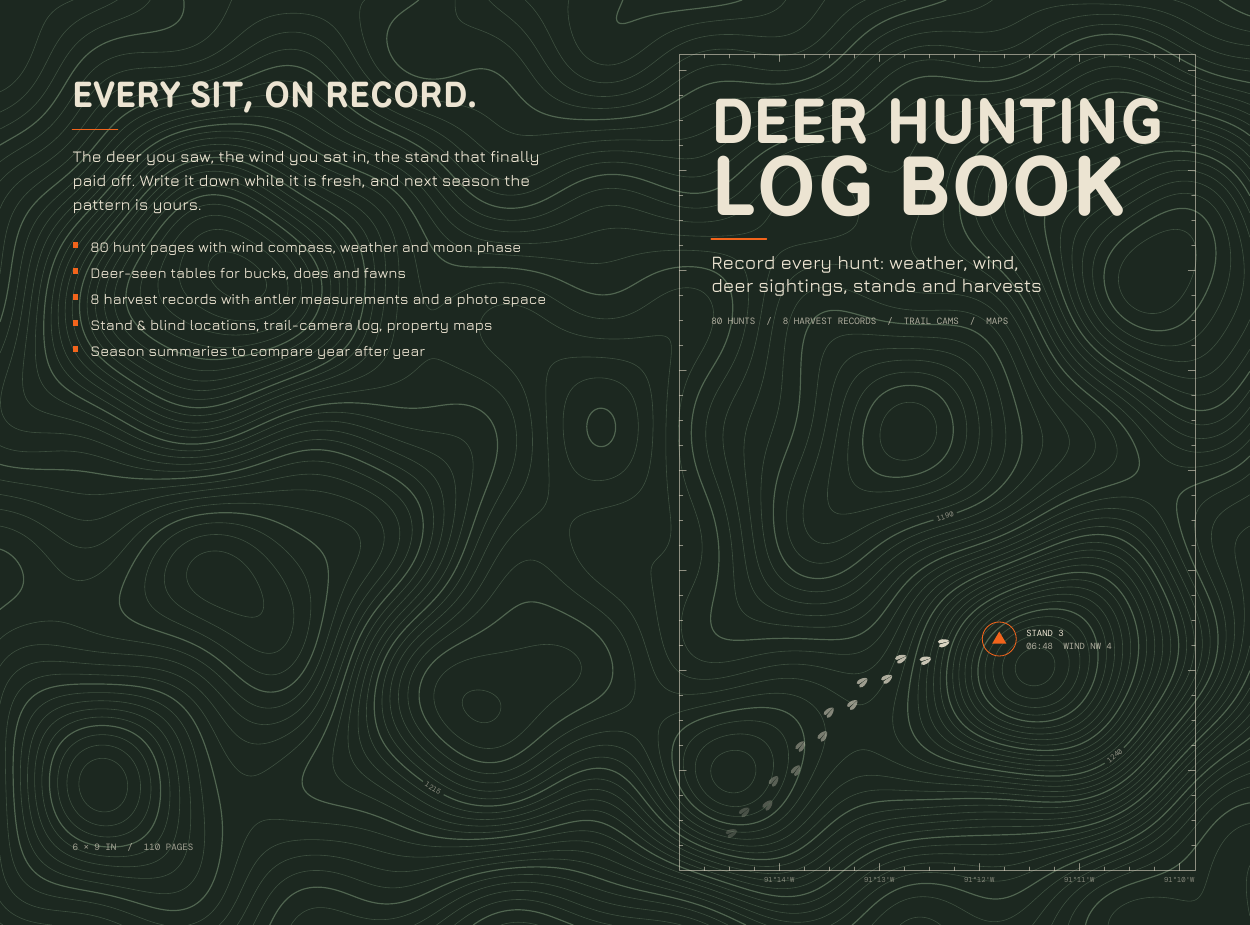 EVERY SIT, ON RECORD.
The deer you saw, the wind you sat in, the stand that finally
paid off. Write it down while it is fresh, and next season the
pattern is yours.
80 hunt pages with wind compass, weather and moon phase
Deer-seen tables for bucks, does and fawns
8 harvest records with antler measurements and a photo space
Stand & blind locations, trail-camera log, property maps
Season summaries to compare year after year
6 × 9 IN / 110 PAGES
1215
DEER HUNTING
LOG BOOK
Record every hunt: weather, wind,
deer sightings, stands and harvests
80 HUNTS / 8 HARVEST RECORDS / TRAIL CAMS / MAPS
1190
STAND 3
06:48 WIND NW 4
1240
91°14'W 91°13'W 91°12'W 91°11'W 91°10'W